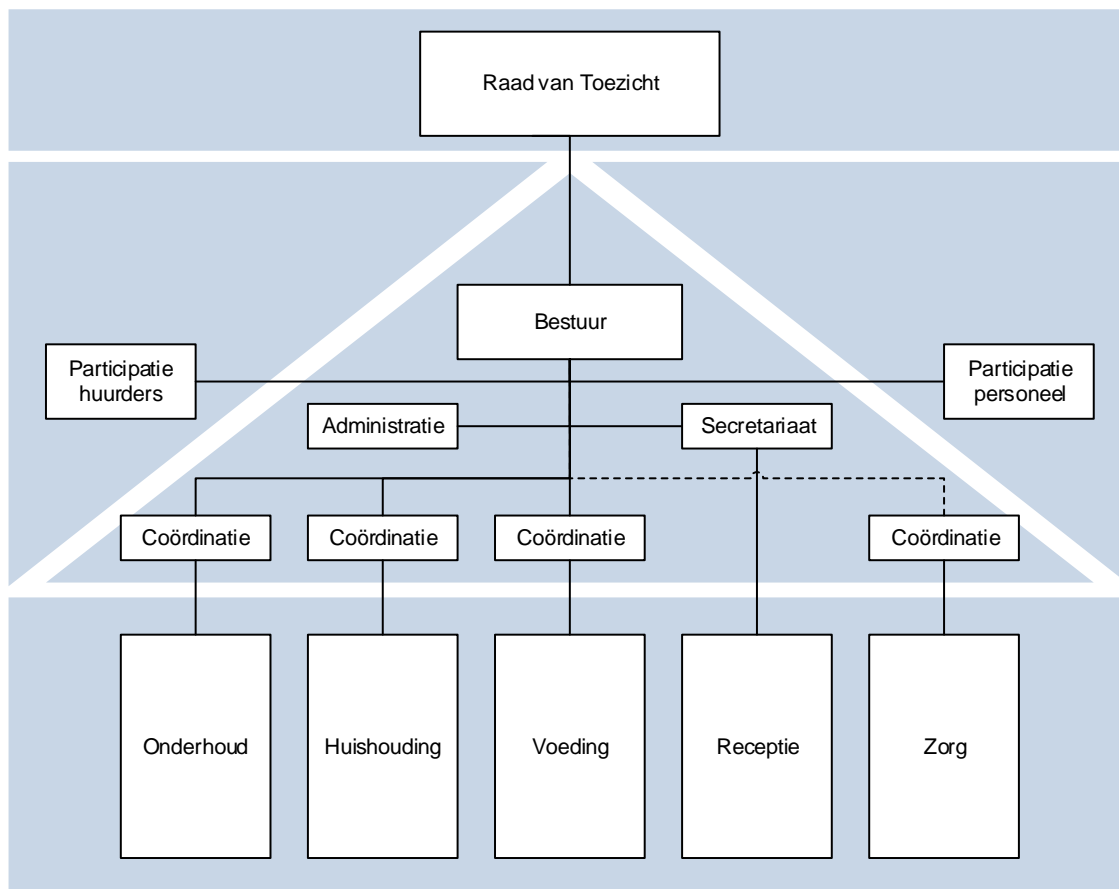 Raad van Toezicht
Bestuur
Participatie
huurders
Participatie
personeel
Administratie
Secretariaat
Coördinatie
Coördinatie
Coördinatie
Coördinatie
Onderhoud
Huishouding
Voeding
Receptie
Zorg